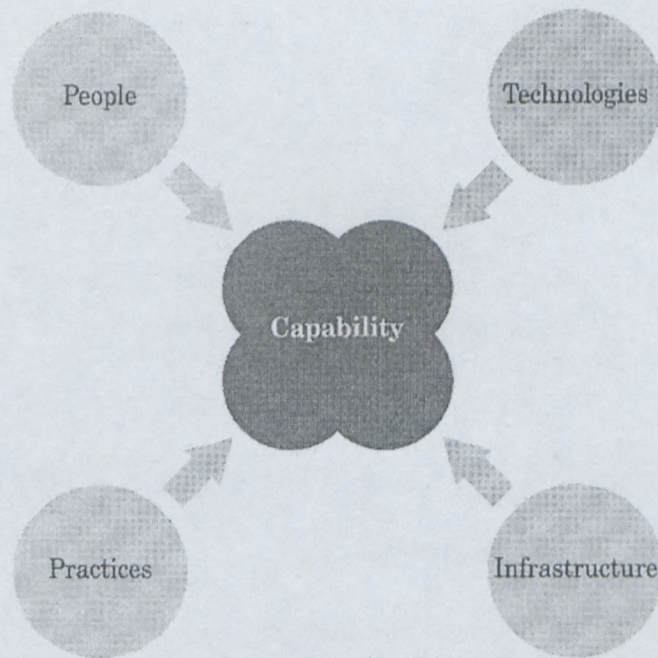 People
Technologies
Capability
Practices
Infrastructure